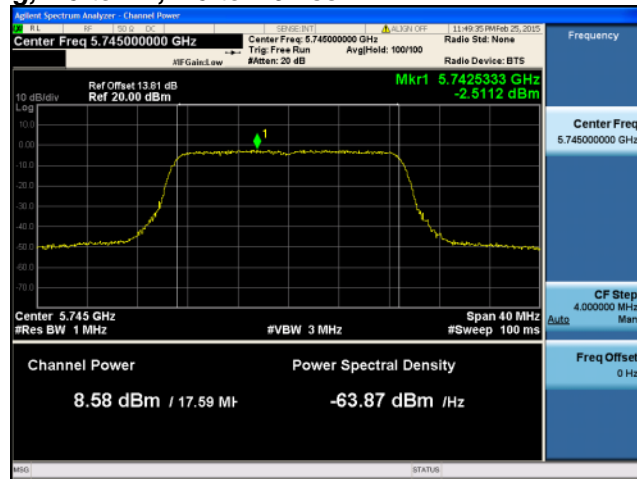 Agilent Spectrum Analyzer - Channel Power
RL RF 50 Ω DC SENSE:INT ALIGN OFF 11:49:35 PM Feb 25, 2015
Center Freq 5.745000000 GHz
Center Freq: 5.745000000 GHz
Radio Std: None
Trig: Free Run Avg|Hold: 100/100
#IFGain:Low #Atten: 20 dB Radio Device: BTS
Mkr1 5.7425333 GHz
-2.5112 dBm
Ref Offset 13.81 dB
10 dB/div Ref 20.00 dBm
Log
10.0
0.00
-10.0
-20.0
-30.0
-40.0
-50.0
-60.0
-70.0
1
Center 5.745 GHz Span 40 MHz
#Res BW 1 MHz #VBW 3 MHz #Sweep 100 ms
Channel Power Power Spectral Density
8.58 dBm / 17.59 MH -63.87 dBm /Hz
MSG STATUS
Frequency
Center Freq
5.745000000 GHz
CF Step
4.000000 MHz
Auto Man
Freq Offset
0 Hz